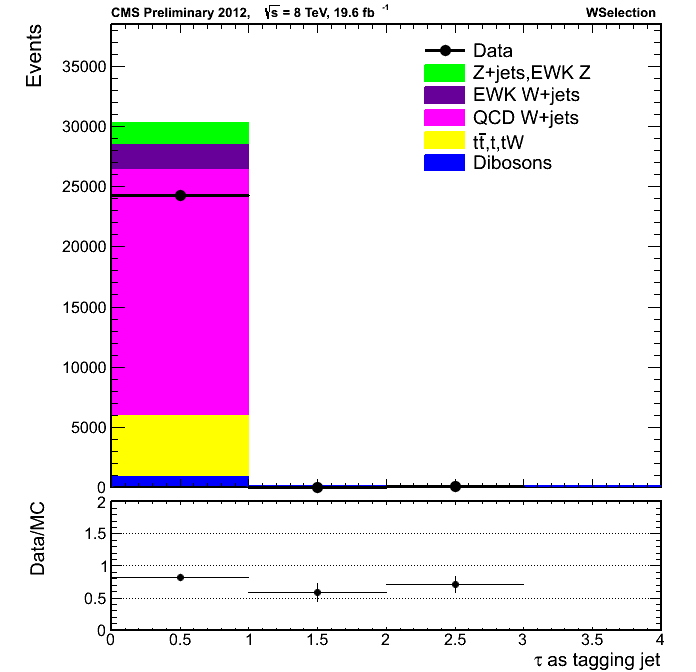 CMS Preliminary 2012, √s = 8 TeV, 19.6 fb⁻¹ WSelection
Events
35000
30000
25000
20000
15000
10000
5000
0
Data
Z+jets,EWK Z
EWK W+jets
QCD W+jets
tt̅,t,tW
Dibosons
Data/MC
2
1.5
1
0.5
0
0 0.5 1 1.5 2 2.5 3 3.5 4
τ as tagging jet